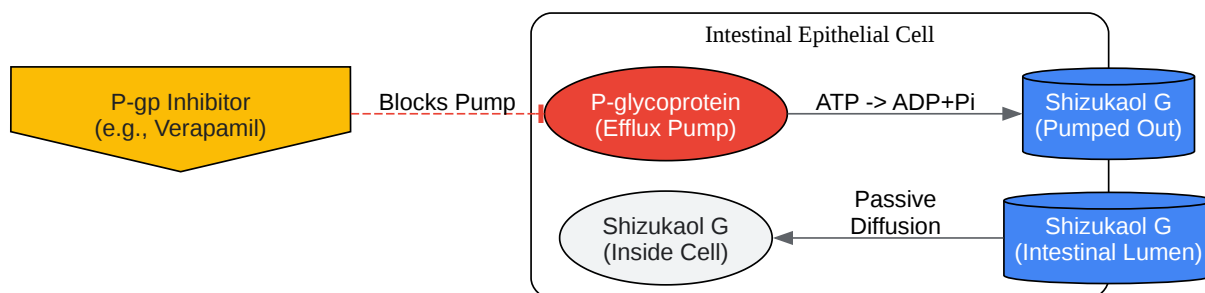 Intestinal Epithelial Cell
P-gp Inhibitor
(e.g., Verapamil)
Blocks Pump
P-glycoprotein
(Efflux Pump)
ATP -> ADP+Pi
Shizukaol G
(Pumped Out)
Shizukaol G
(Inside Cell)
Passive
Diffusion
Shizukaol G
(Intestinal Lumen)